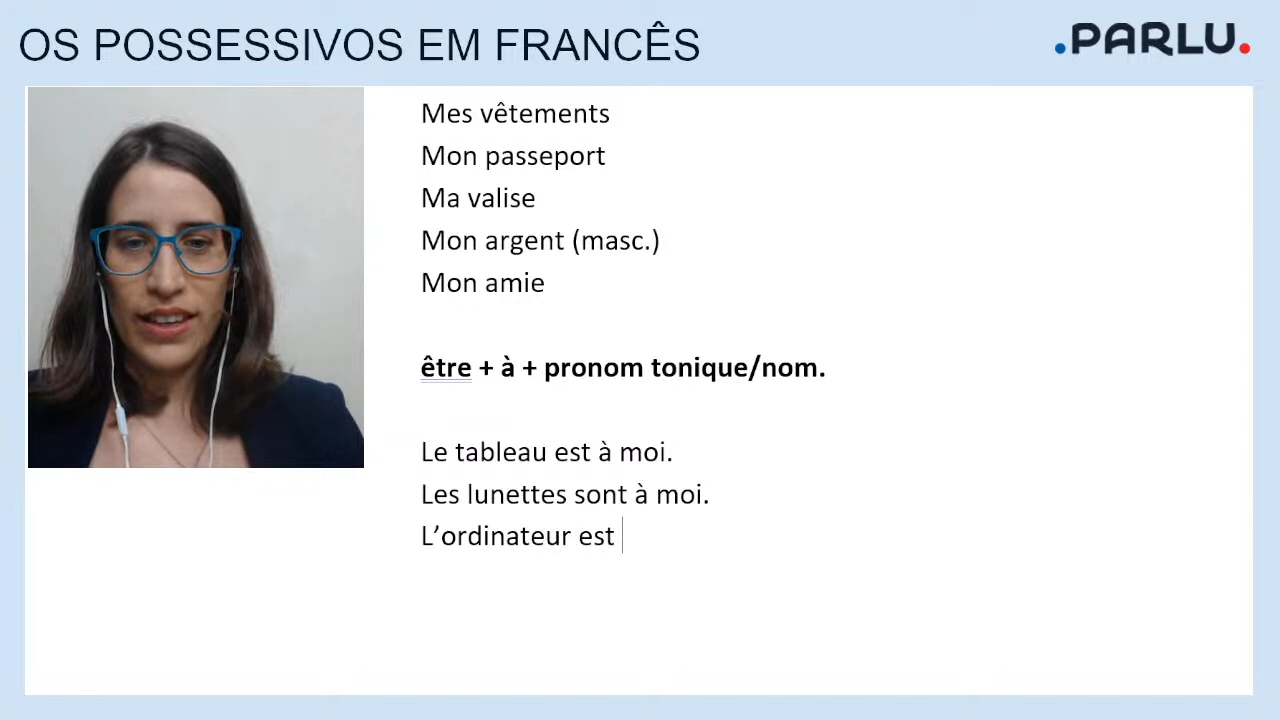 OS POSSESSIVOS EM FRANCÊS
.PARLU.
Mes vêtements
Mon passeport
Ma valise
Mon argent (masc.)
Mon amie
être + à + pronom tonique/nom.
Le tableau est à moi.
Les lunettes sont à moi.
L’ordinateur est